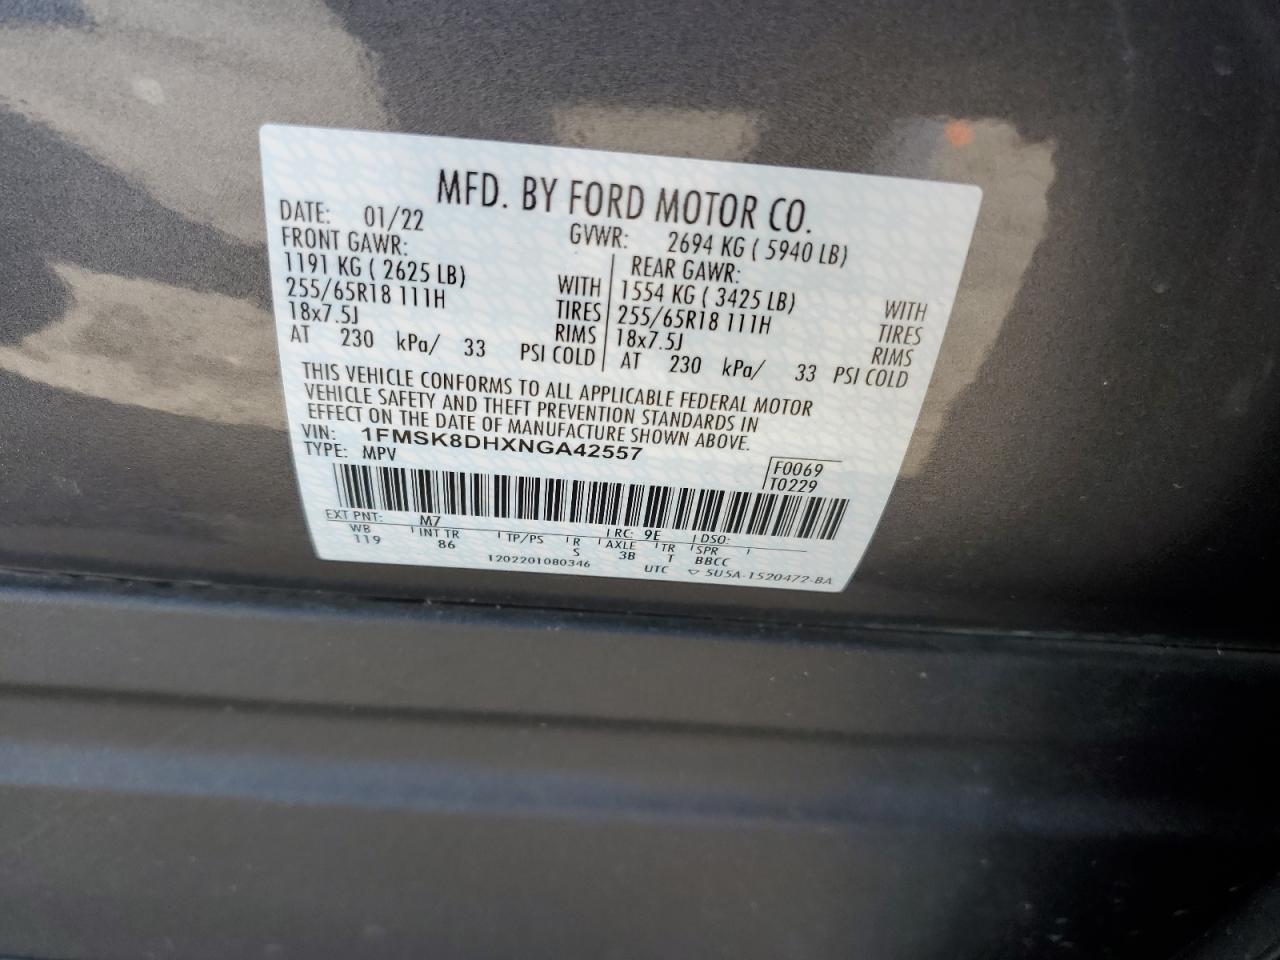 MFD. BY FORD MOTOR CO.
DATE: 01/22 GVWR: 2694 KG ( 5940 LB)
FRONT GAWR: REAR GAWR:
1191 KG ( 2625 LB) WITH 1554 KG ( 3425 LB) WITH
255/65R18 111H TIRES 255/65R18 111H TIRES
18x7.5J RIMS 18x7.5J RIMS
AT 230 kPa/ 33 PSI COLD AT 230 kPa/ 33 PSI COLD
THIS VEHICLE CONFORMS TO ALL APPLICABLE FEDERAL MOTOR
VEHICLE SAFETY AND THEFT PREVENTION STANDARDS IN
EFFECT ON THE DATE OF MANUFACTURE SHOWN ABOVE.
VIN: 1FMSK8DHXNGA42557
TYPE: MPV F0069
T0229
EXT PNT: M7 RC: 9E DSO:
WB INT TR TP/PS R AXLE TR SPR
119 86 S 3B T BBCC
1202201080346 UTC ▽ 5U5A-1520472-BA